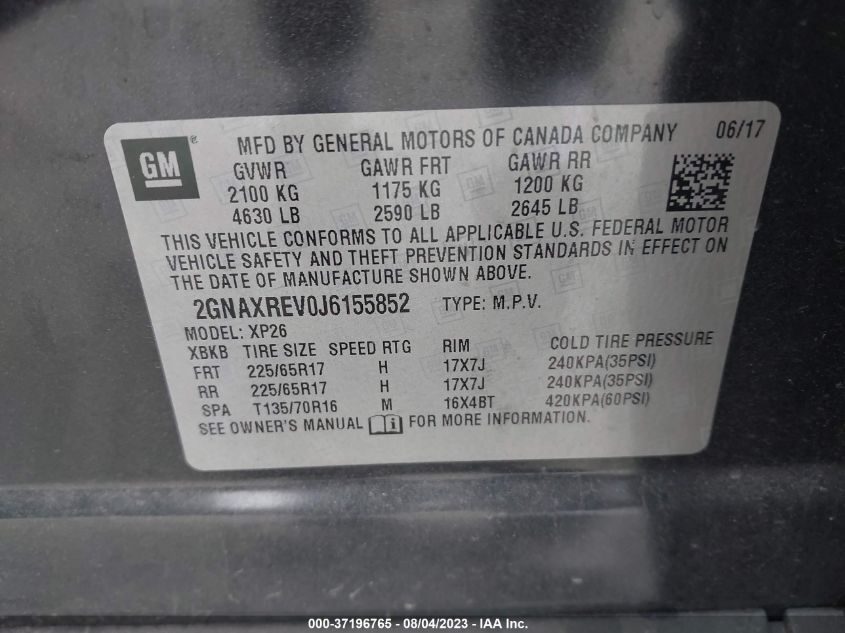 GM
MFD BY GENERAL MOTORS OF CANADA COMPANY 06/17
GVWR GAWR FRT GAWR RR
2100 KG 1175 KG 1200 KG
4630 LB 2590 LB 2645 LB
THIS VEHICLE CONFORMS TO ALL APPLICABLE U.S. FEDERAL MOTOR
VEHICLE SAFETY AND THEFT PREVENTION STANDARDS IN EFFECT ON
THE DATE OF MANUFACTURE SHOWN ABOVE.
2GNAXREV0J6155852 TYPE: M.P.V.
MODEL: XP26
XBKB TIRE SIZE SPEED RTG RIM COLD TIRE PRESSURE
FRT 225/65R17 H 17X7J 240KPA(35PSI)
RR 225/65R17 H 17X7J 240KPA(35PSI)
SPA T135/70R16 M 16X4BT 420KPA(60PSI)
SEE OWNER'S MANUAL FOR MORE INFORMATION.
000-37196765 - 08/04/2023 - IAA Inc.